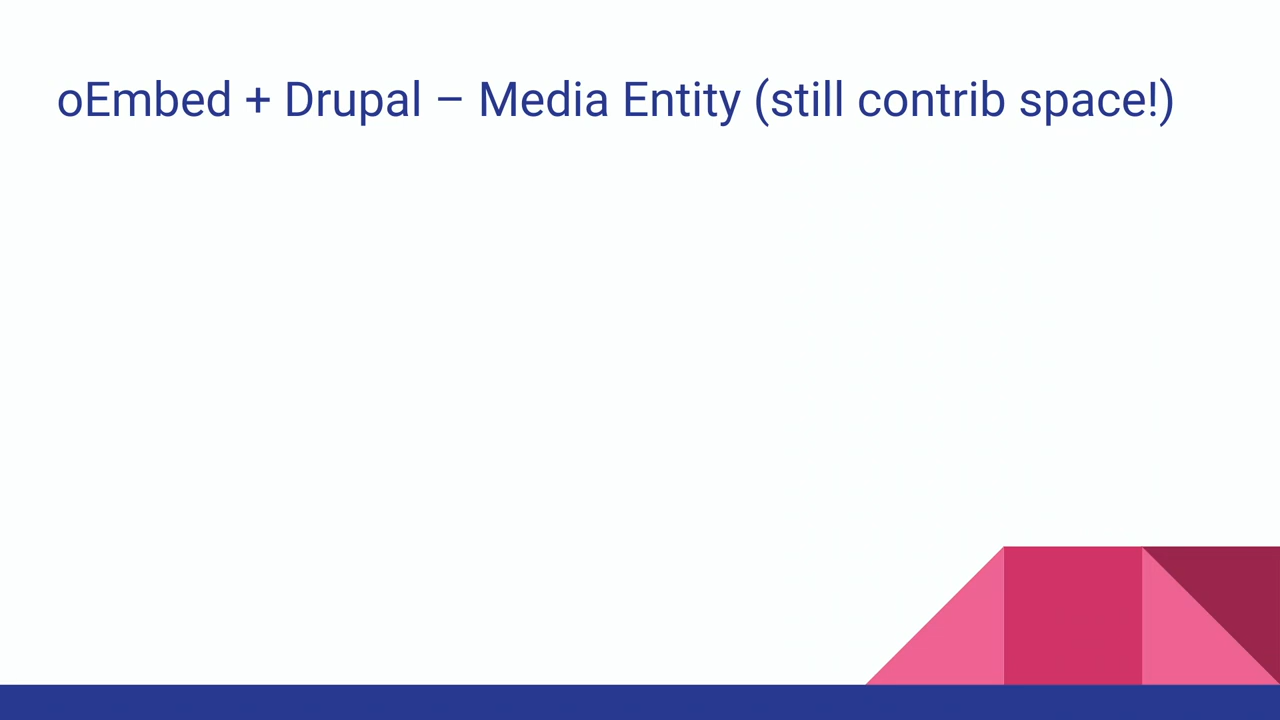 oEmbed + Drupal – Media Entity (still contrib space!)